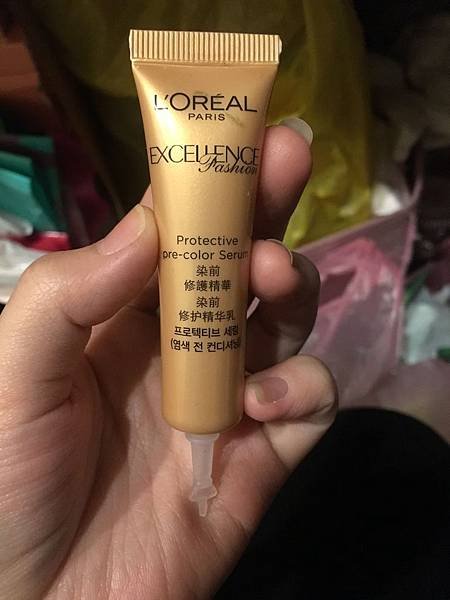 L'ORÉAL
PARIS
EXCELLENCE
Fashion
Protective
pre-color Serum
染前
修護精華
染前
修护精华乳
프로텍티브 세럼
(염색 전 컨디셔닝)